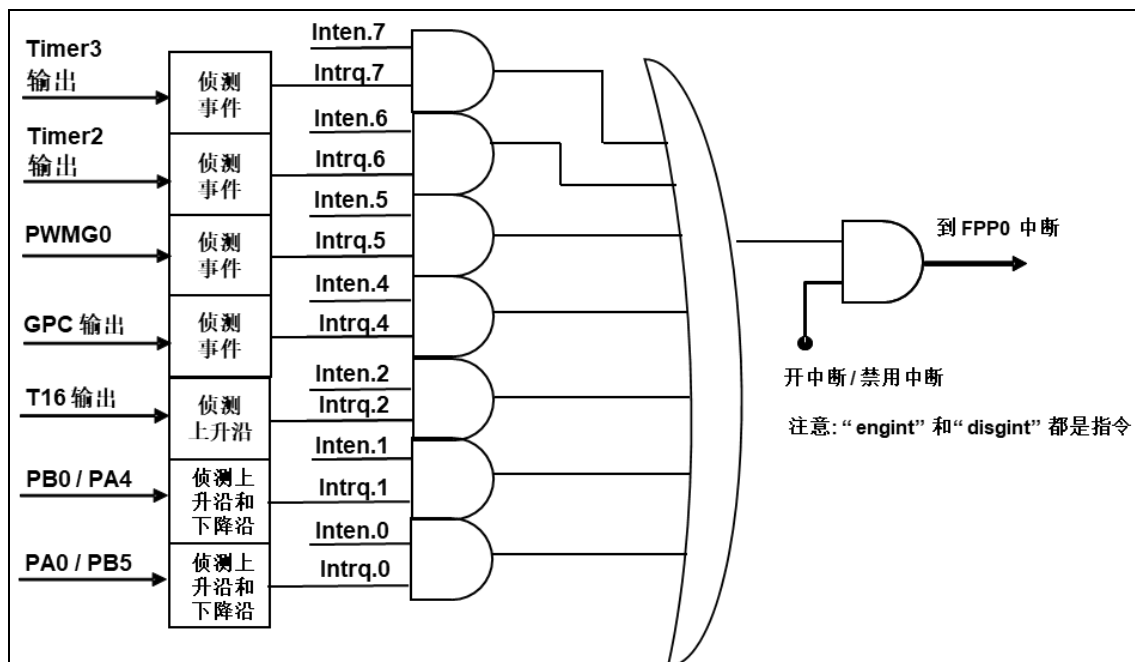 Timer3
输出
侦测
事件
Inten.7
Intrq.7
Timer2
输出
侦测
事件
Inten.6
Intrq.6
PWMG0
侦测
事件
Inten.5
Intrq.5
GPC 输出
侦测
事件
Inten.4
Intrq.4
T16 输出
侦测
上升沿
Inten.2
Intrq.2
PB0 / PA4
侦测上
升沿和
下降沿
Inten.1
Intrq.1
PA0 / PB5
侦测上
升沿和
下降沿
Inten.0
Intrq.0
到 FPP0 中断
开中断 / 禁用中断
注意: “ engint” 和“ disgint” 都是指令